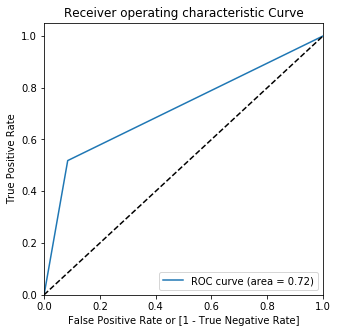 Receiver operating characteristic Curve
True Positive Rate
1.0
0.8
0.6
0.4
0.2
0.0
ROC curve (area = 0.72)
0.0 0.2 0.4 0.6 0.8 1.0
False Positive Rate or [1 - True Negative Rate]